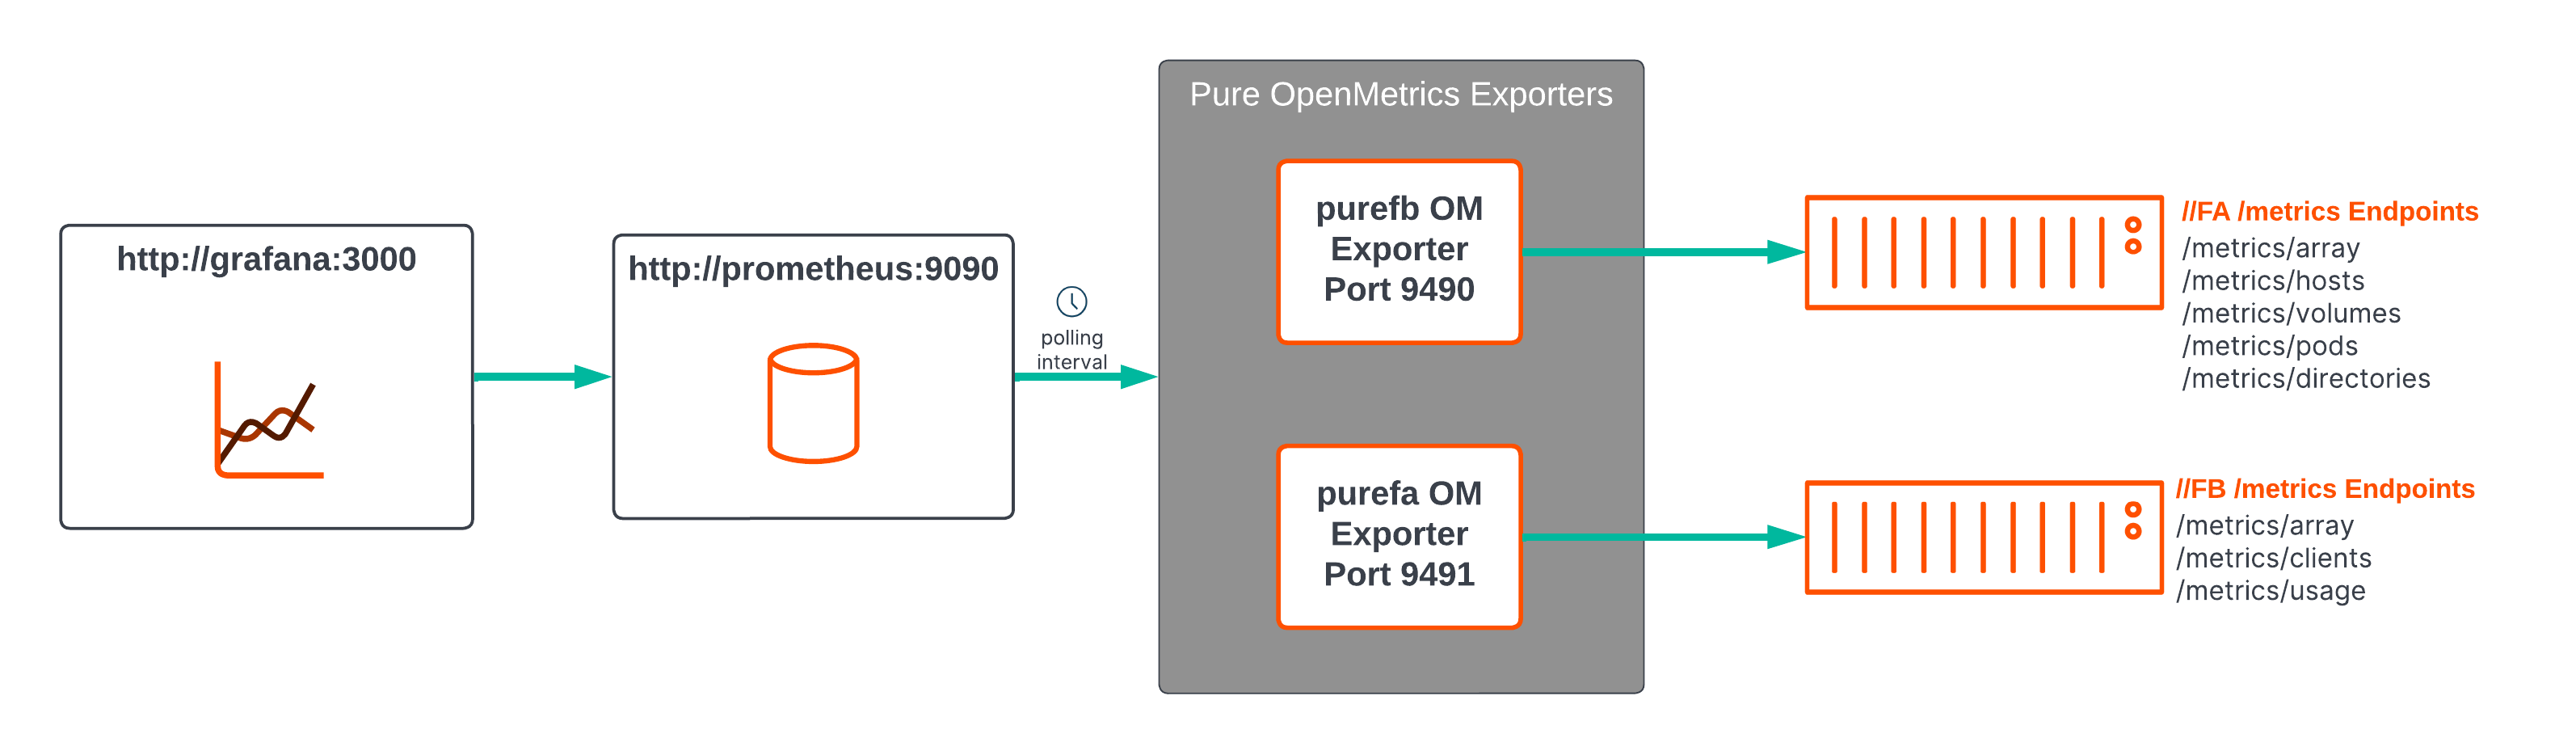 http://grafana:3000
http://prometheus:9090
polling
interval
Pure OpenMetrics Exporters
purefb OM
Exporter
Port 9490
purefa OM
Exporter
Port 9491
//FA /metrics Endpoints
/metrics/array
/metrics/hosts
/metrics/volumes
/metrics/pods
/metrics/directories
//FB /metrics Endpoints
/metrics/array
/metrics/clients
/metrics/usage